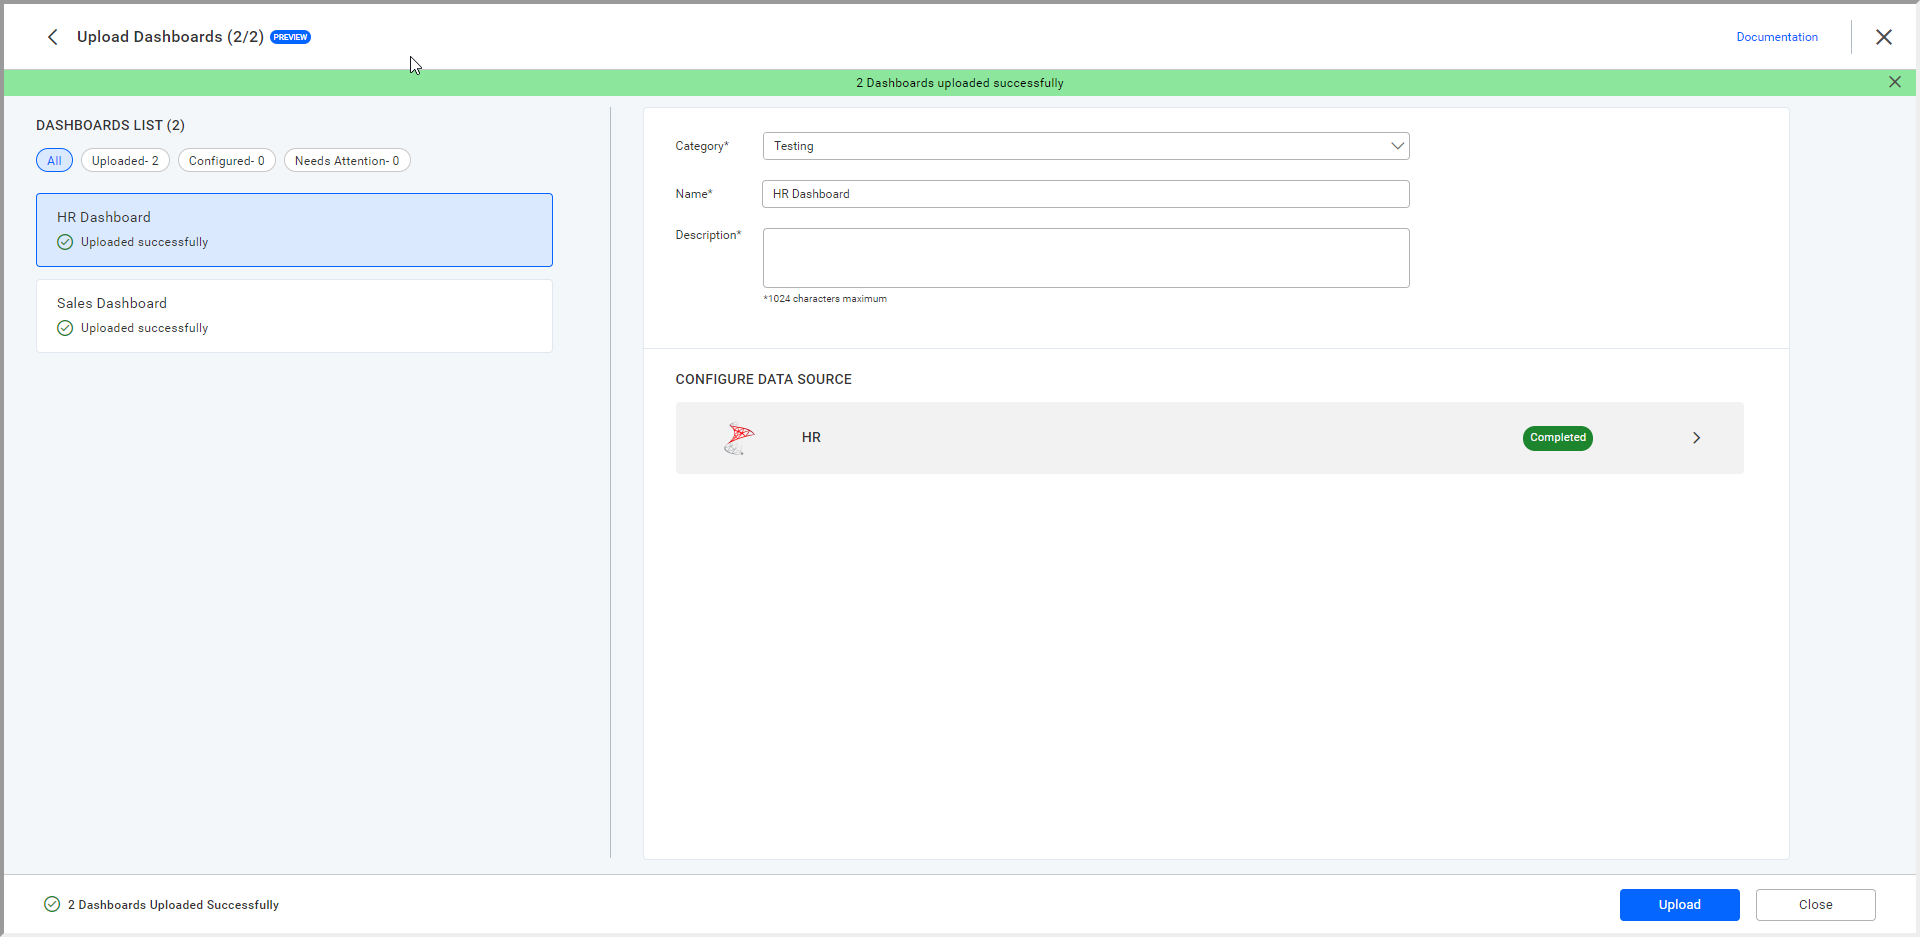 Upload Dashboards (2/2) PREVIEW
Documentation
2 Dashboards uploaded successfully
DASHBOARDS LIST (2)
All Uploaded- 2 Configured- 0 Needs Attention- 0
HR Dashboard
Uploaded successfully
Sales Dashboard
Uploaded successfully
Category* Testing
Name* HR Dashboard
Description*
*1024 characters maximum
CONFIGURE DATA SOURCE
HR Completed
2 Dashboards Uploaded Successfully
Upload Close